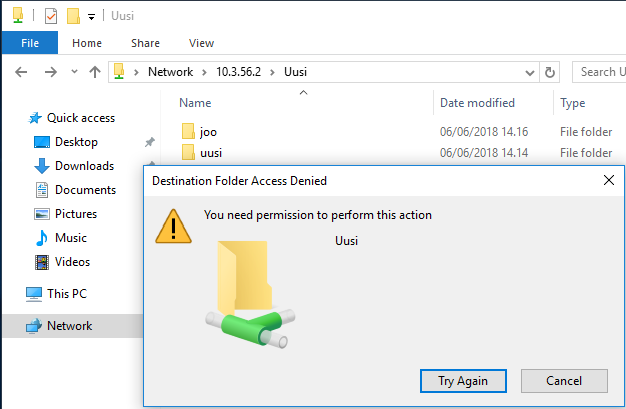 Uusi
File Home Share View
Network > 10.3.56.2 > Uusi Search U
Name Date modified Type
Quick access
Desktop
Downloads
Documents
Pictures
Music
Videos
This PC
Network
joo 06/06/2018 14.16 File folder
uusi 06/06/2018 14.14 File folder
Destination Folder Access Denied
You need permission to perform this action
Uusi
Try Again Cancel